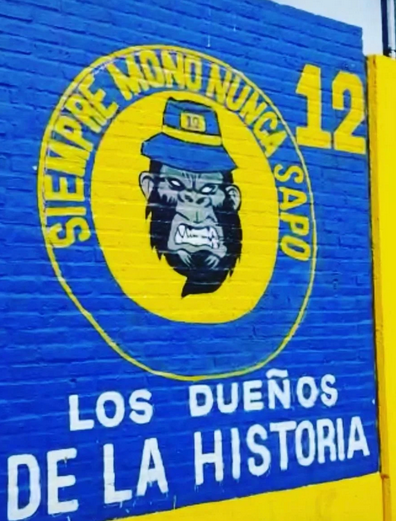 SIEMPRE MONO NUNCA SAPO
12
12
LOS DUEÑOS
DE LA HISTORIA